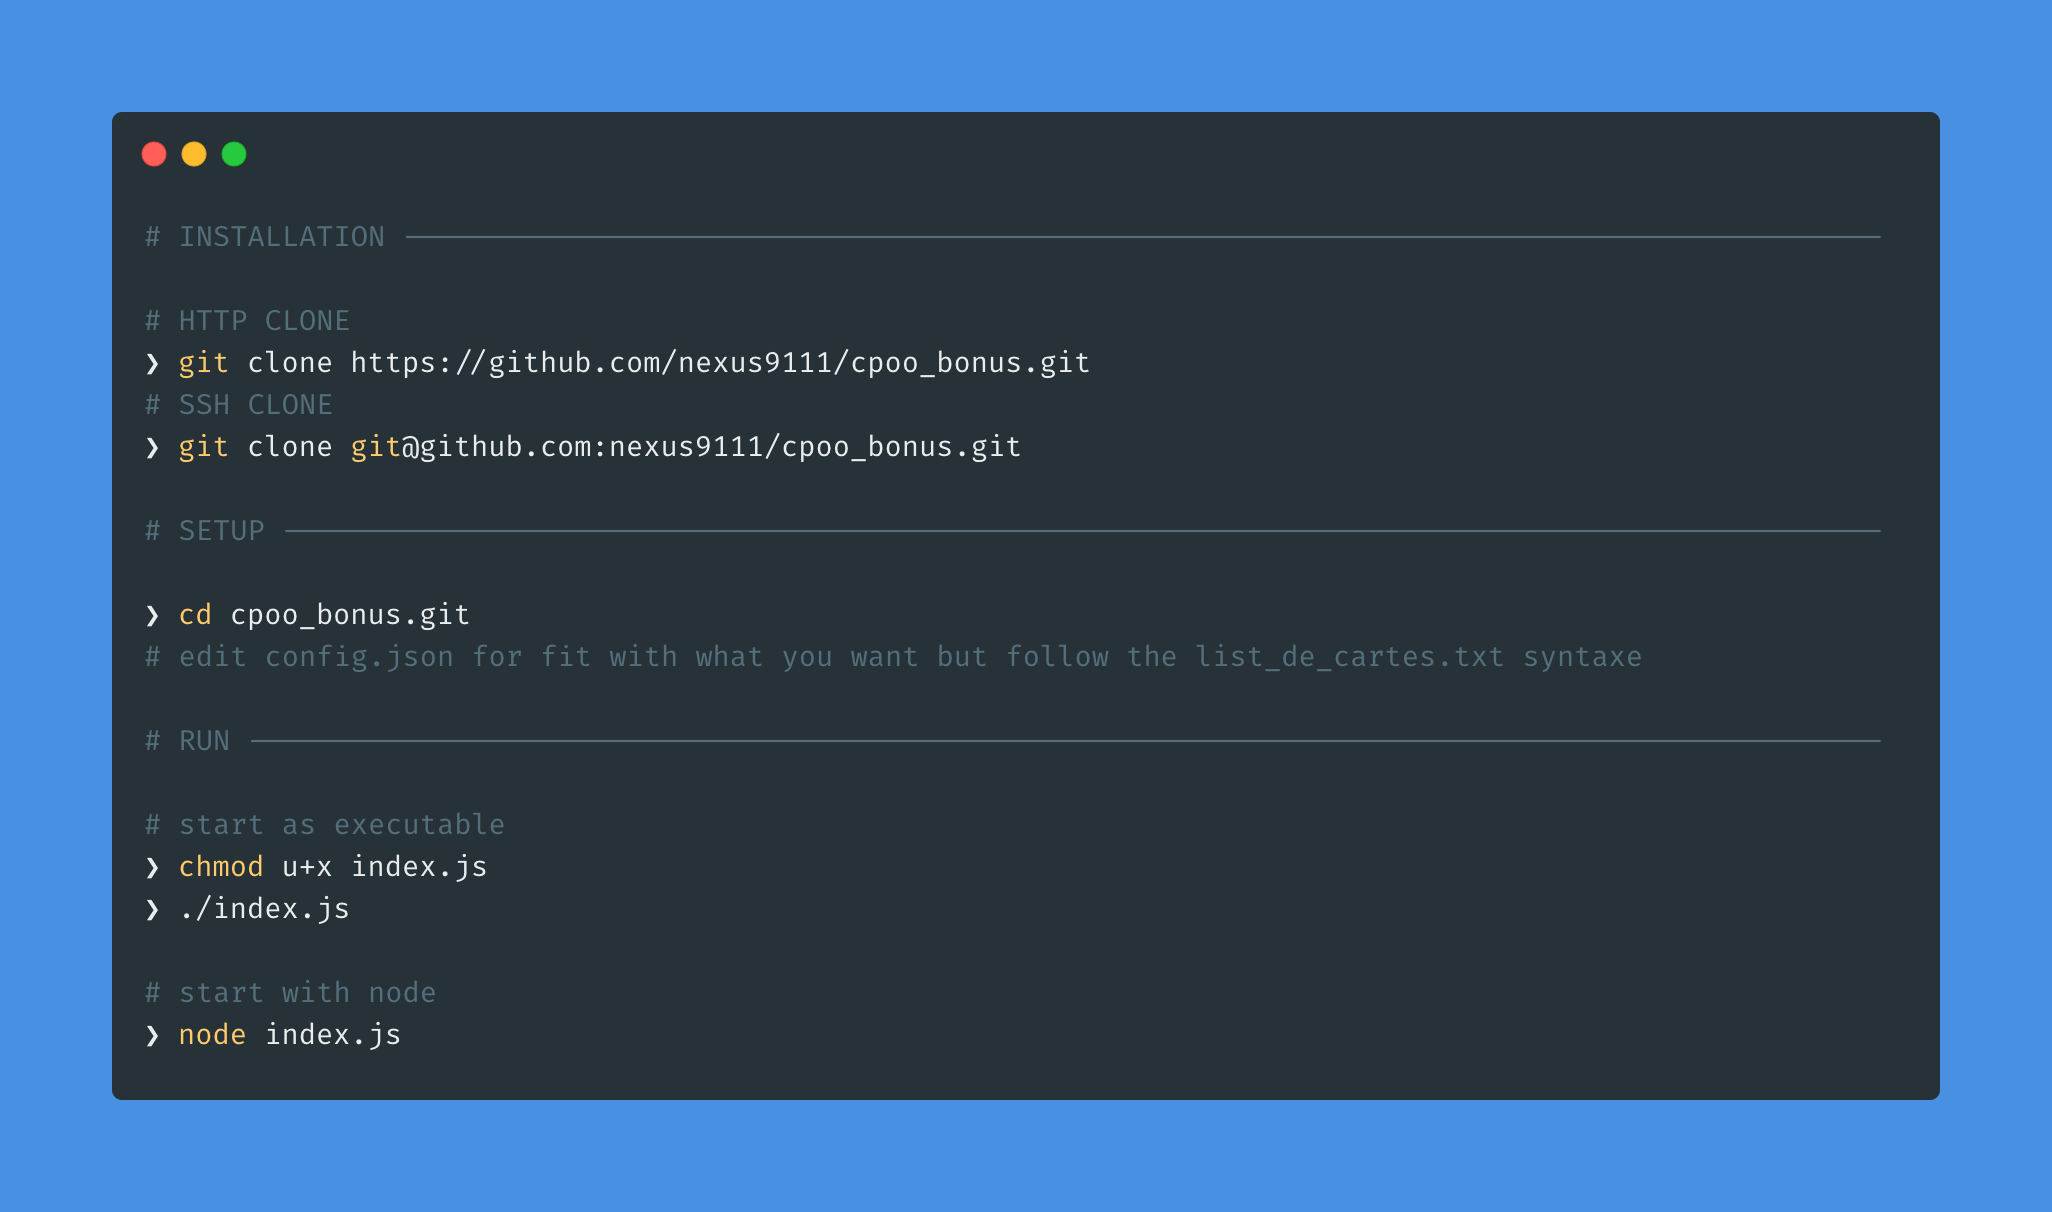 # INSTALLATION ──────────────────────────────────────────────────────────────────────────────────────
# HTTP CLONE
❯ git clone https://github.com/nexus9111/cpoo_bonus.git
# SSH CLONE
❯ git clone git@github.com:nexus9111/cpoo_bonus.git
# SETUP ─────────────────────────────────────────────────────────────────────────────────────────────
❯ cd cpoo_bonus.git
# edit config.json for fit with what you want but follow the list_de_cartes.txt syntaxe
# RUN ───────────────────────────────────────────────────────────────────────────────────────────────
# start as executable
❯ chmod u+x index.js
❯ ./index.js
# start with node
❯ node index.js